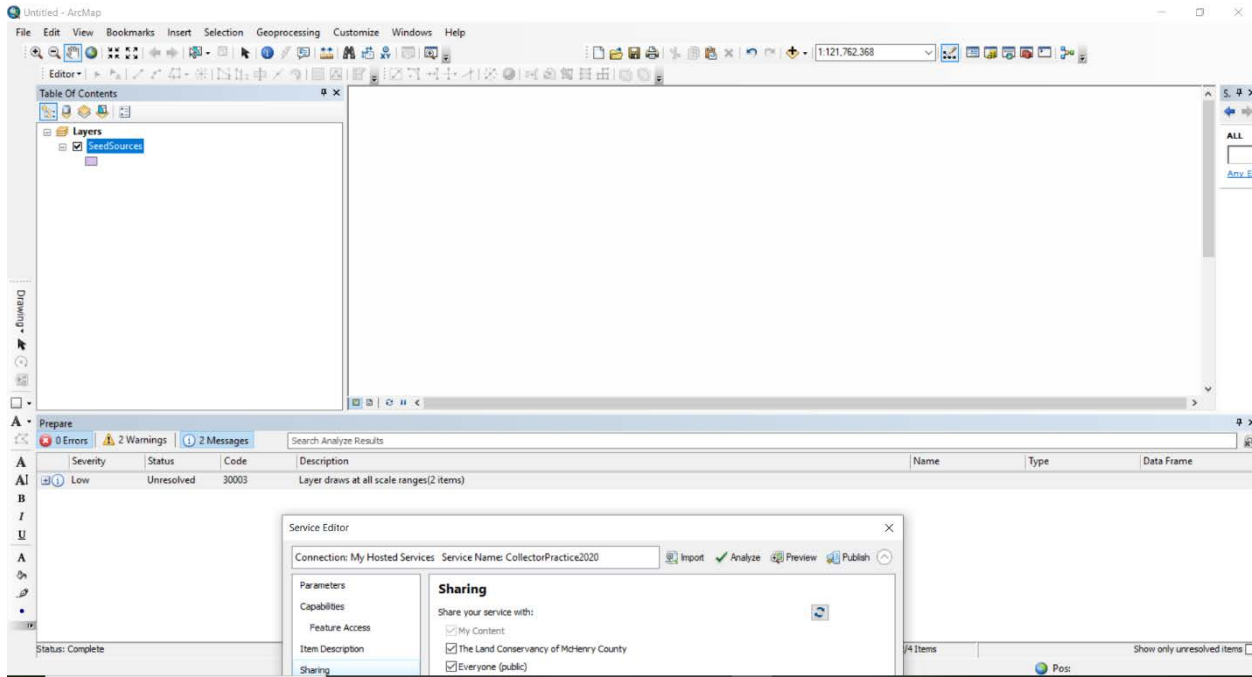 Untitled - ArcMap
File Edit View Bookmarks Insert Selection Geoprocessing Customize Windows Help
1:121,762,368
Editor
Table Of Contents
S.
Layers
SeedSources
ALL
Any E
Drawing
Prepare
0 Errors 2 Warnings 2 Messages Search Analyze Results
Severity Status Code Description Name Type Data Frame
Low Unresolved 30003 Layer draws at all scale ranges(2 items)
A
AI
B
I
U
A
Service Editor
Connection: My Hosted Services Service Name: CollectorPractice2020 Import Analyze Preview Publish
Parameters
Capabilities
Feature Access
Item Description
Sharing
Sharing
Share your service with:
My Content
The Land Conservancy of McHenry County
Everyone (public)
Status: Complete
/4 Items Show only unresolved items
Pos: